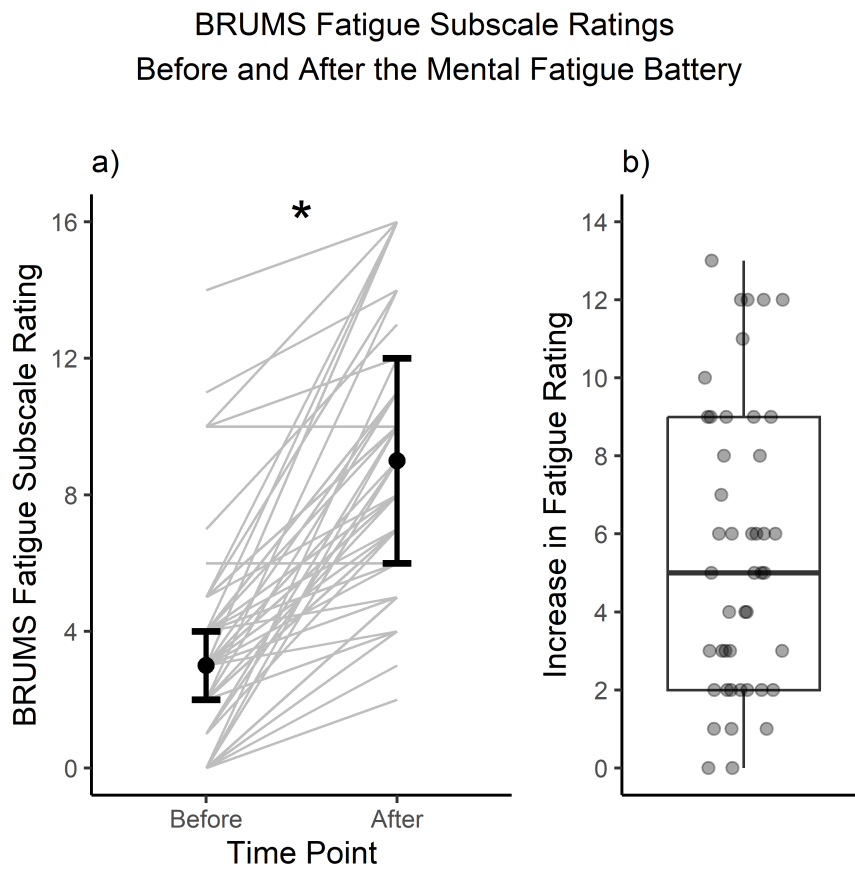 BRUMS Fatigue Subscale Ratings
Before and After the Mental Fatigue Battery
a)
*
BRUMS Fatigue Subscale Rating
16
12
8
4
0
Before
After
Time Point
b)
Increase in Fatigue Rating
14
12
10
8
6
4
2
0